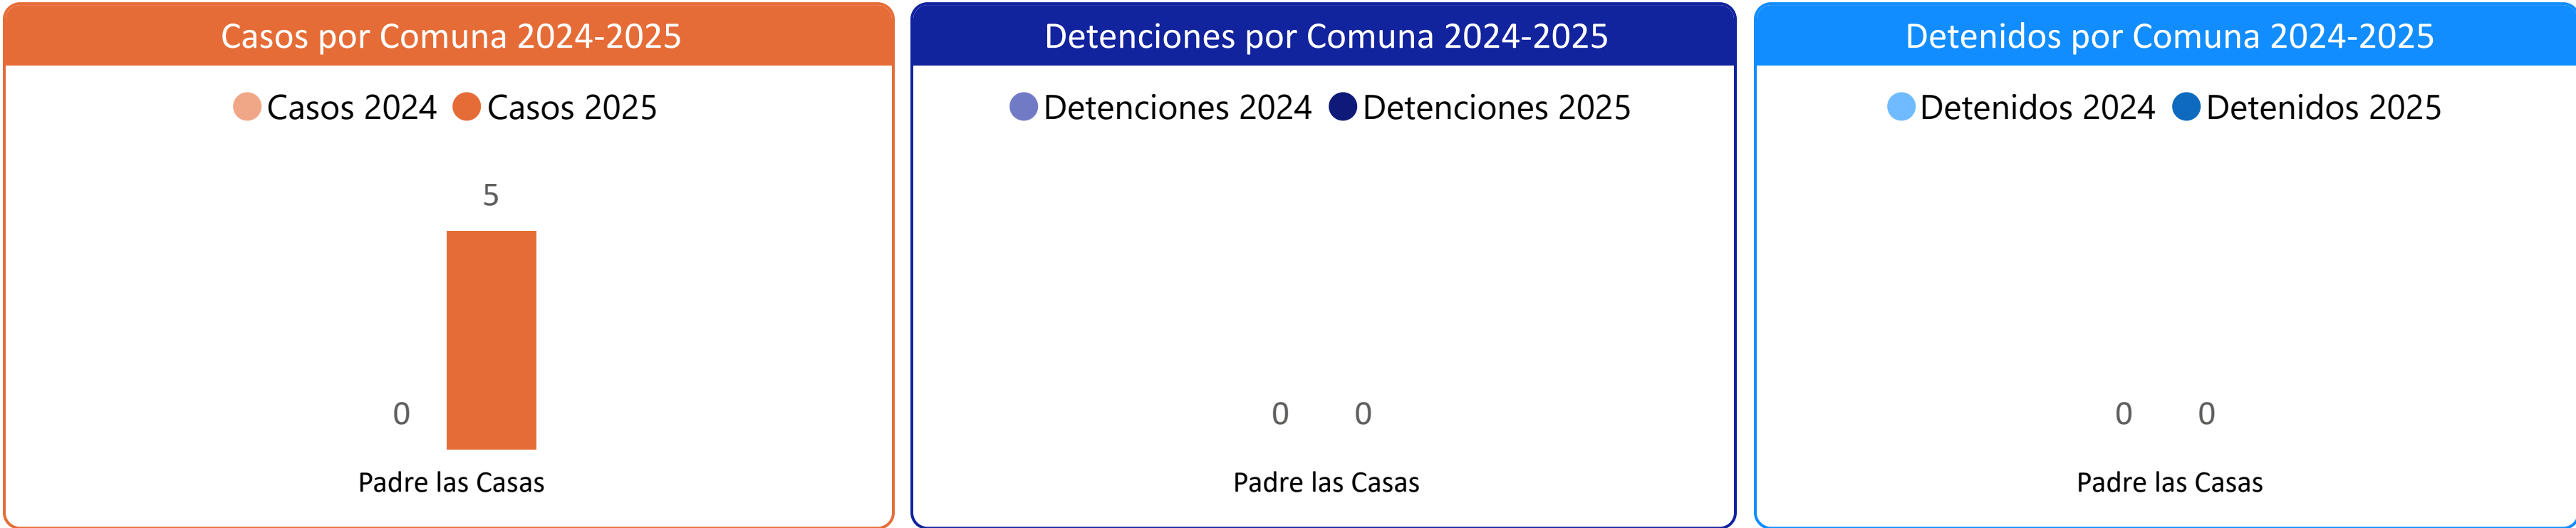 Casos por Comuna 2024-2025
Casos 2024 Casos 2025
5
0
Padre las Casas
Detenciones por Comuna 2024-2025
Detenciones 2024 Detenciones 2025
0 0
Padre las Casas
Detenidos por Comuna 2024-2025
Detenidos 2024 Detenidos 2025
0 0
Padre las Casas